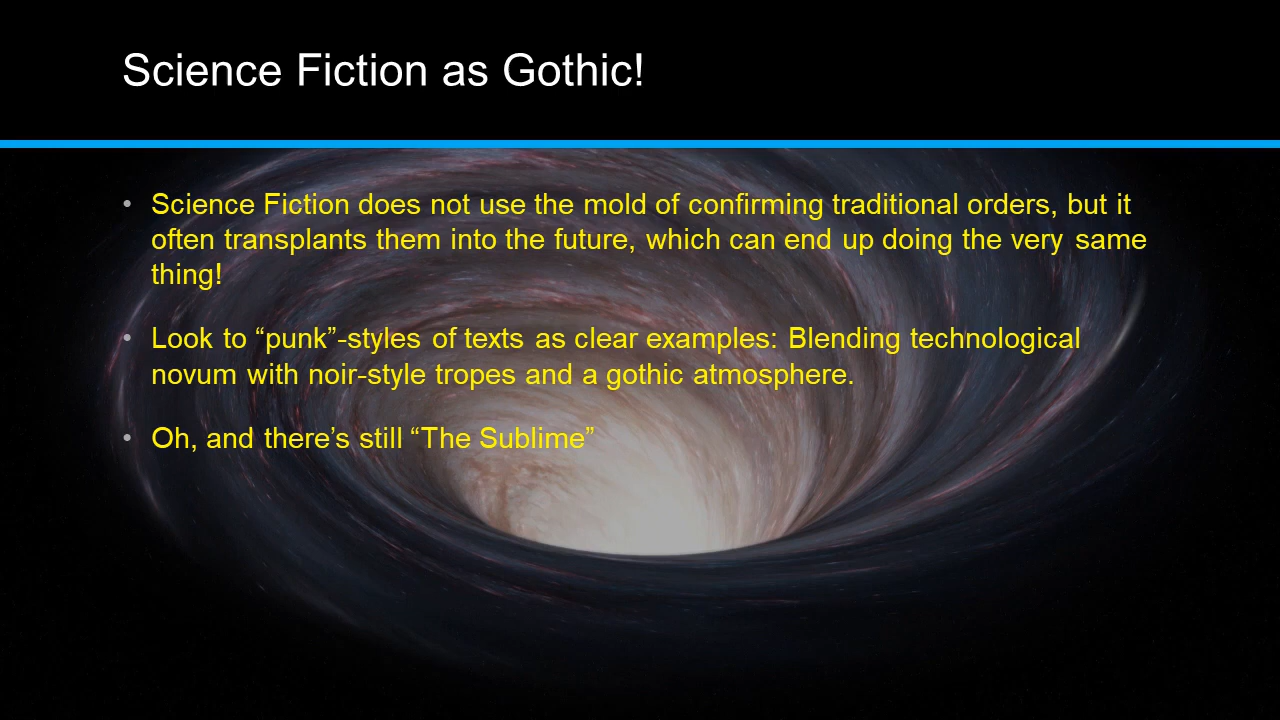 Science Fiction as Gothic!
• Science Fiction does not use the mold of confirming traditional orders, but it
often transplants them into the future, which can end up doing the very same
thing!
• Look to “punk”-styles of texts as clear examples: Blending technological
novum with noir-style tropes and a gothic atmosphere.
• Oh, and there’s still “The Sublime”